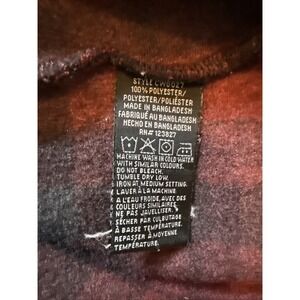 STYLE CW6627
100% POLYESTER/
POLYESTER/POLIÉSTER
MADE IN BANGLADESH
FABRIQUÉ AU BANGLADESH
HECHO EN BANGLADESH
RN# 123827
MACHINE WASH IN COLD WATER
WITH SIMILAR COLOURS.
DO NOT BLEACH.
TUMBLE DRY LOW.
IRON AT MEDIUM SETTING.
LAVER À LA MACHINE
À L'EAU FROIDE, AVEC DES
COULEURS SIMILAIRES.
NE PAS JAVELLISER.
SÉCHER PAR CULBUTAGE
À BASSE TEMPÉRATURE.
REPASSER À MOYENNE
TEMPÉRATURE.